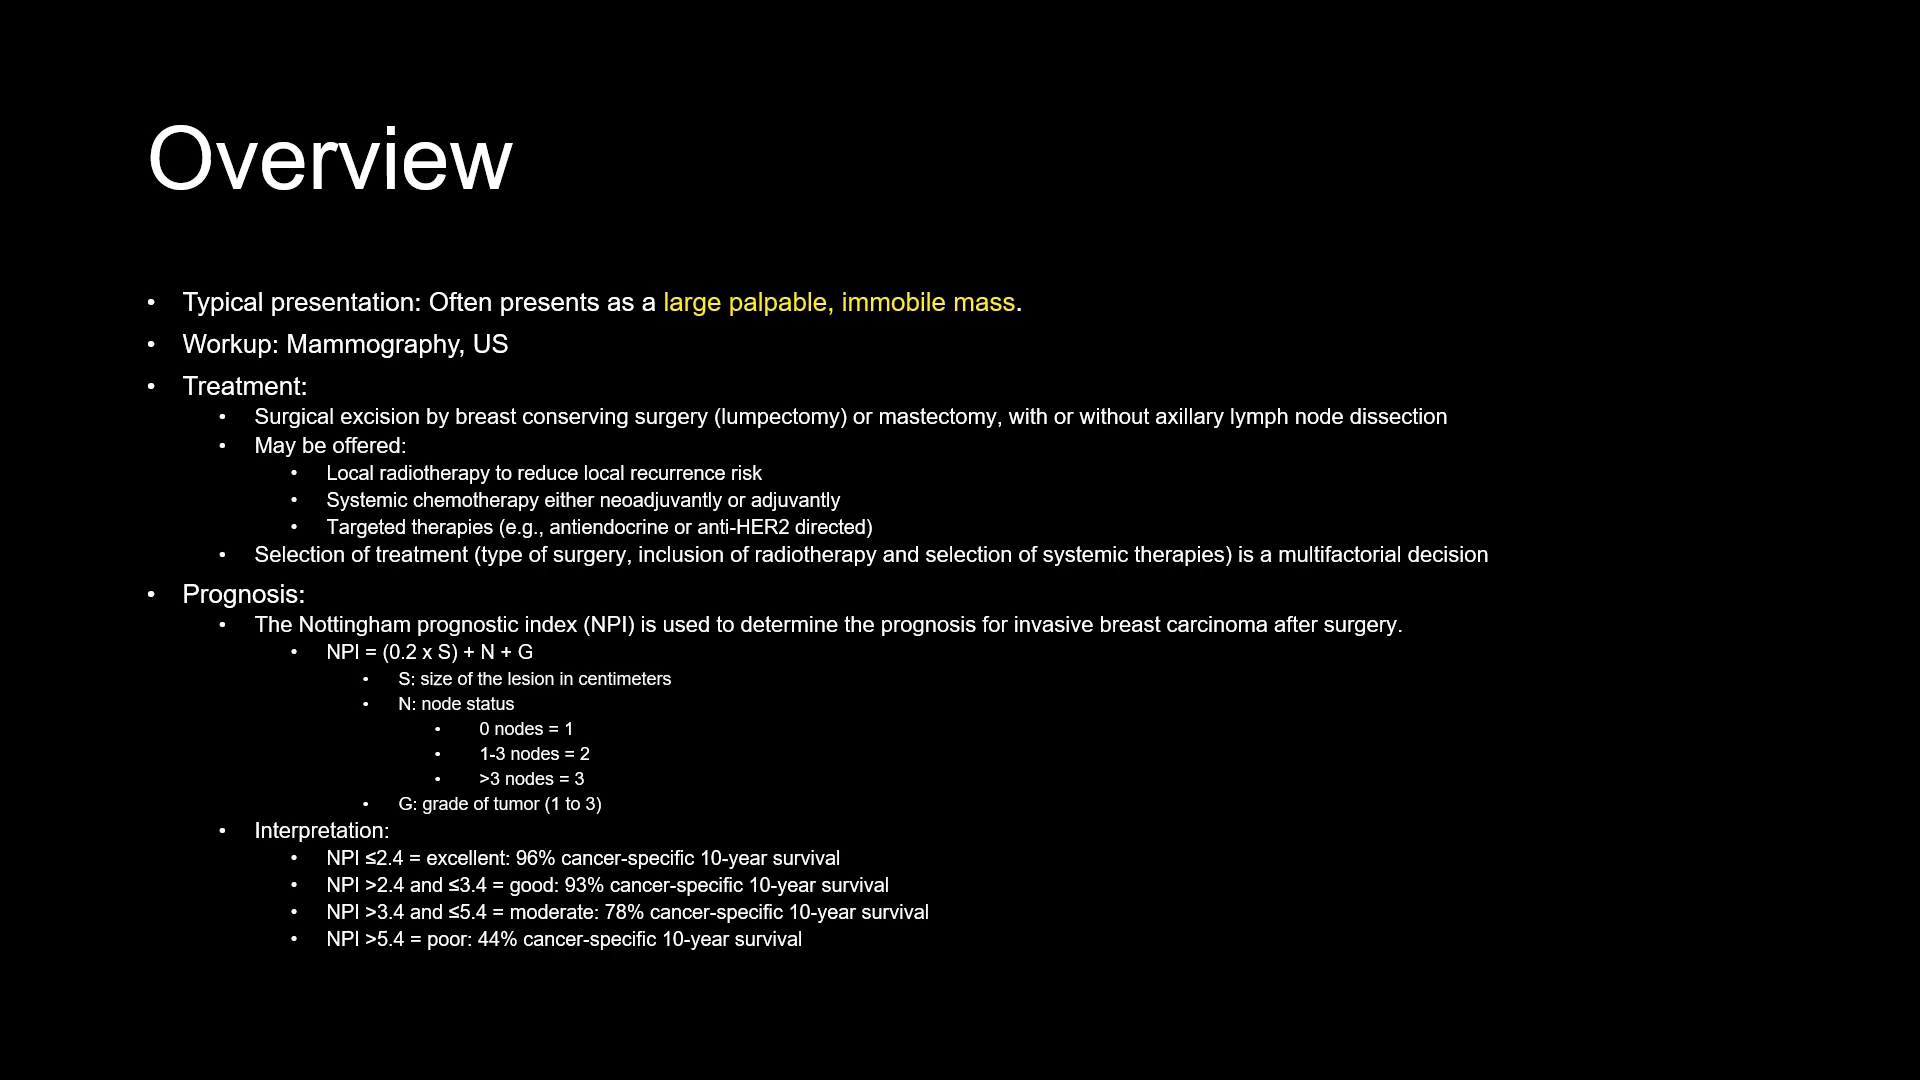 Overview
• Typical presentation: Often presents as a large palpable, immobile mass.
• Workup: Mammography, US
• Treatment:
• Surgical excision by breast conserving surgery (lumpectomy) or mastectomy, with or without axillary lymph node dissection
• May be offered:
• Local radiotherapy to reduce local recurrence risk
• Systemic chemotherapy either neoadjuvantly or adjuvantly
• Targeted therapies (e.g., antiendocrine or anti-HER2 directed)
• Selection of treatment (type of surgery, inclusion of radiotherapy and selection of systemic therapies) is a multifactorial decision
• Prognosis:
• The Nottingham prognostic index (NPI) is used to determine the prognosis for invasive breast carcinoma after surgery.
• NPI = (0.2 x S) + N + G
• S: size of the lesion in centimeters
• N: node status
• 0 nodes = 1
• 1-3 nodes = 2
• >3 nodes = 3
• G: grade of tumor (1 to 3)
• Interpretation:
• NPI ≤2.4 = excellent: 96% cancer-specific 10-year survival
• NPI >2.4 and ≤3.4 = good: 93% cancer-specific 10-year survival
• NPI >3.4 and ≤5.4 = moderate: 78% cancer-specific 10-year survival
• NPI >5.4 = poor: 44% cancer-specific 10-year survival